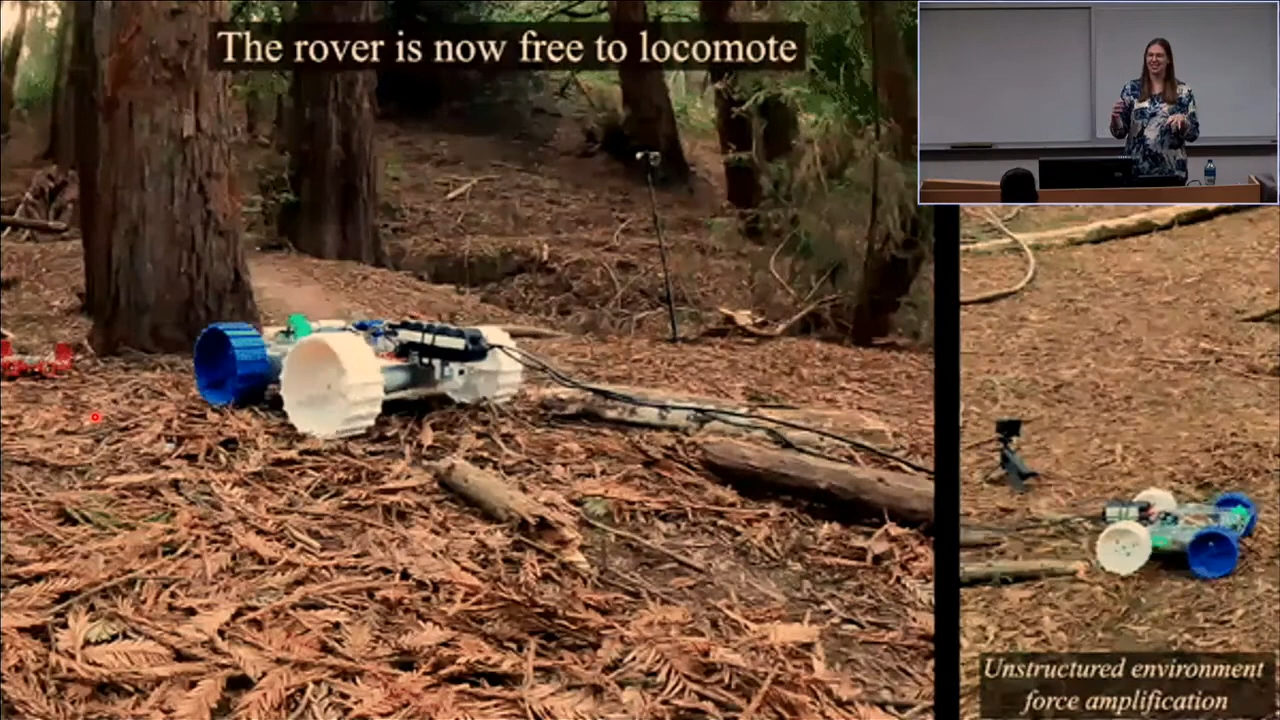 The rover is now free to locomote
Unstructured environment
force amplification